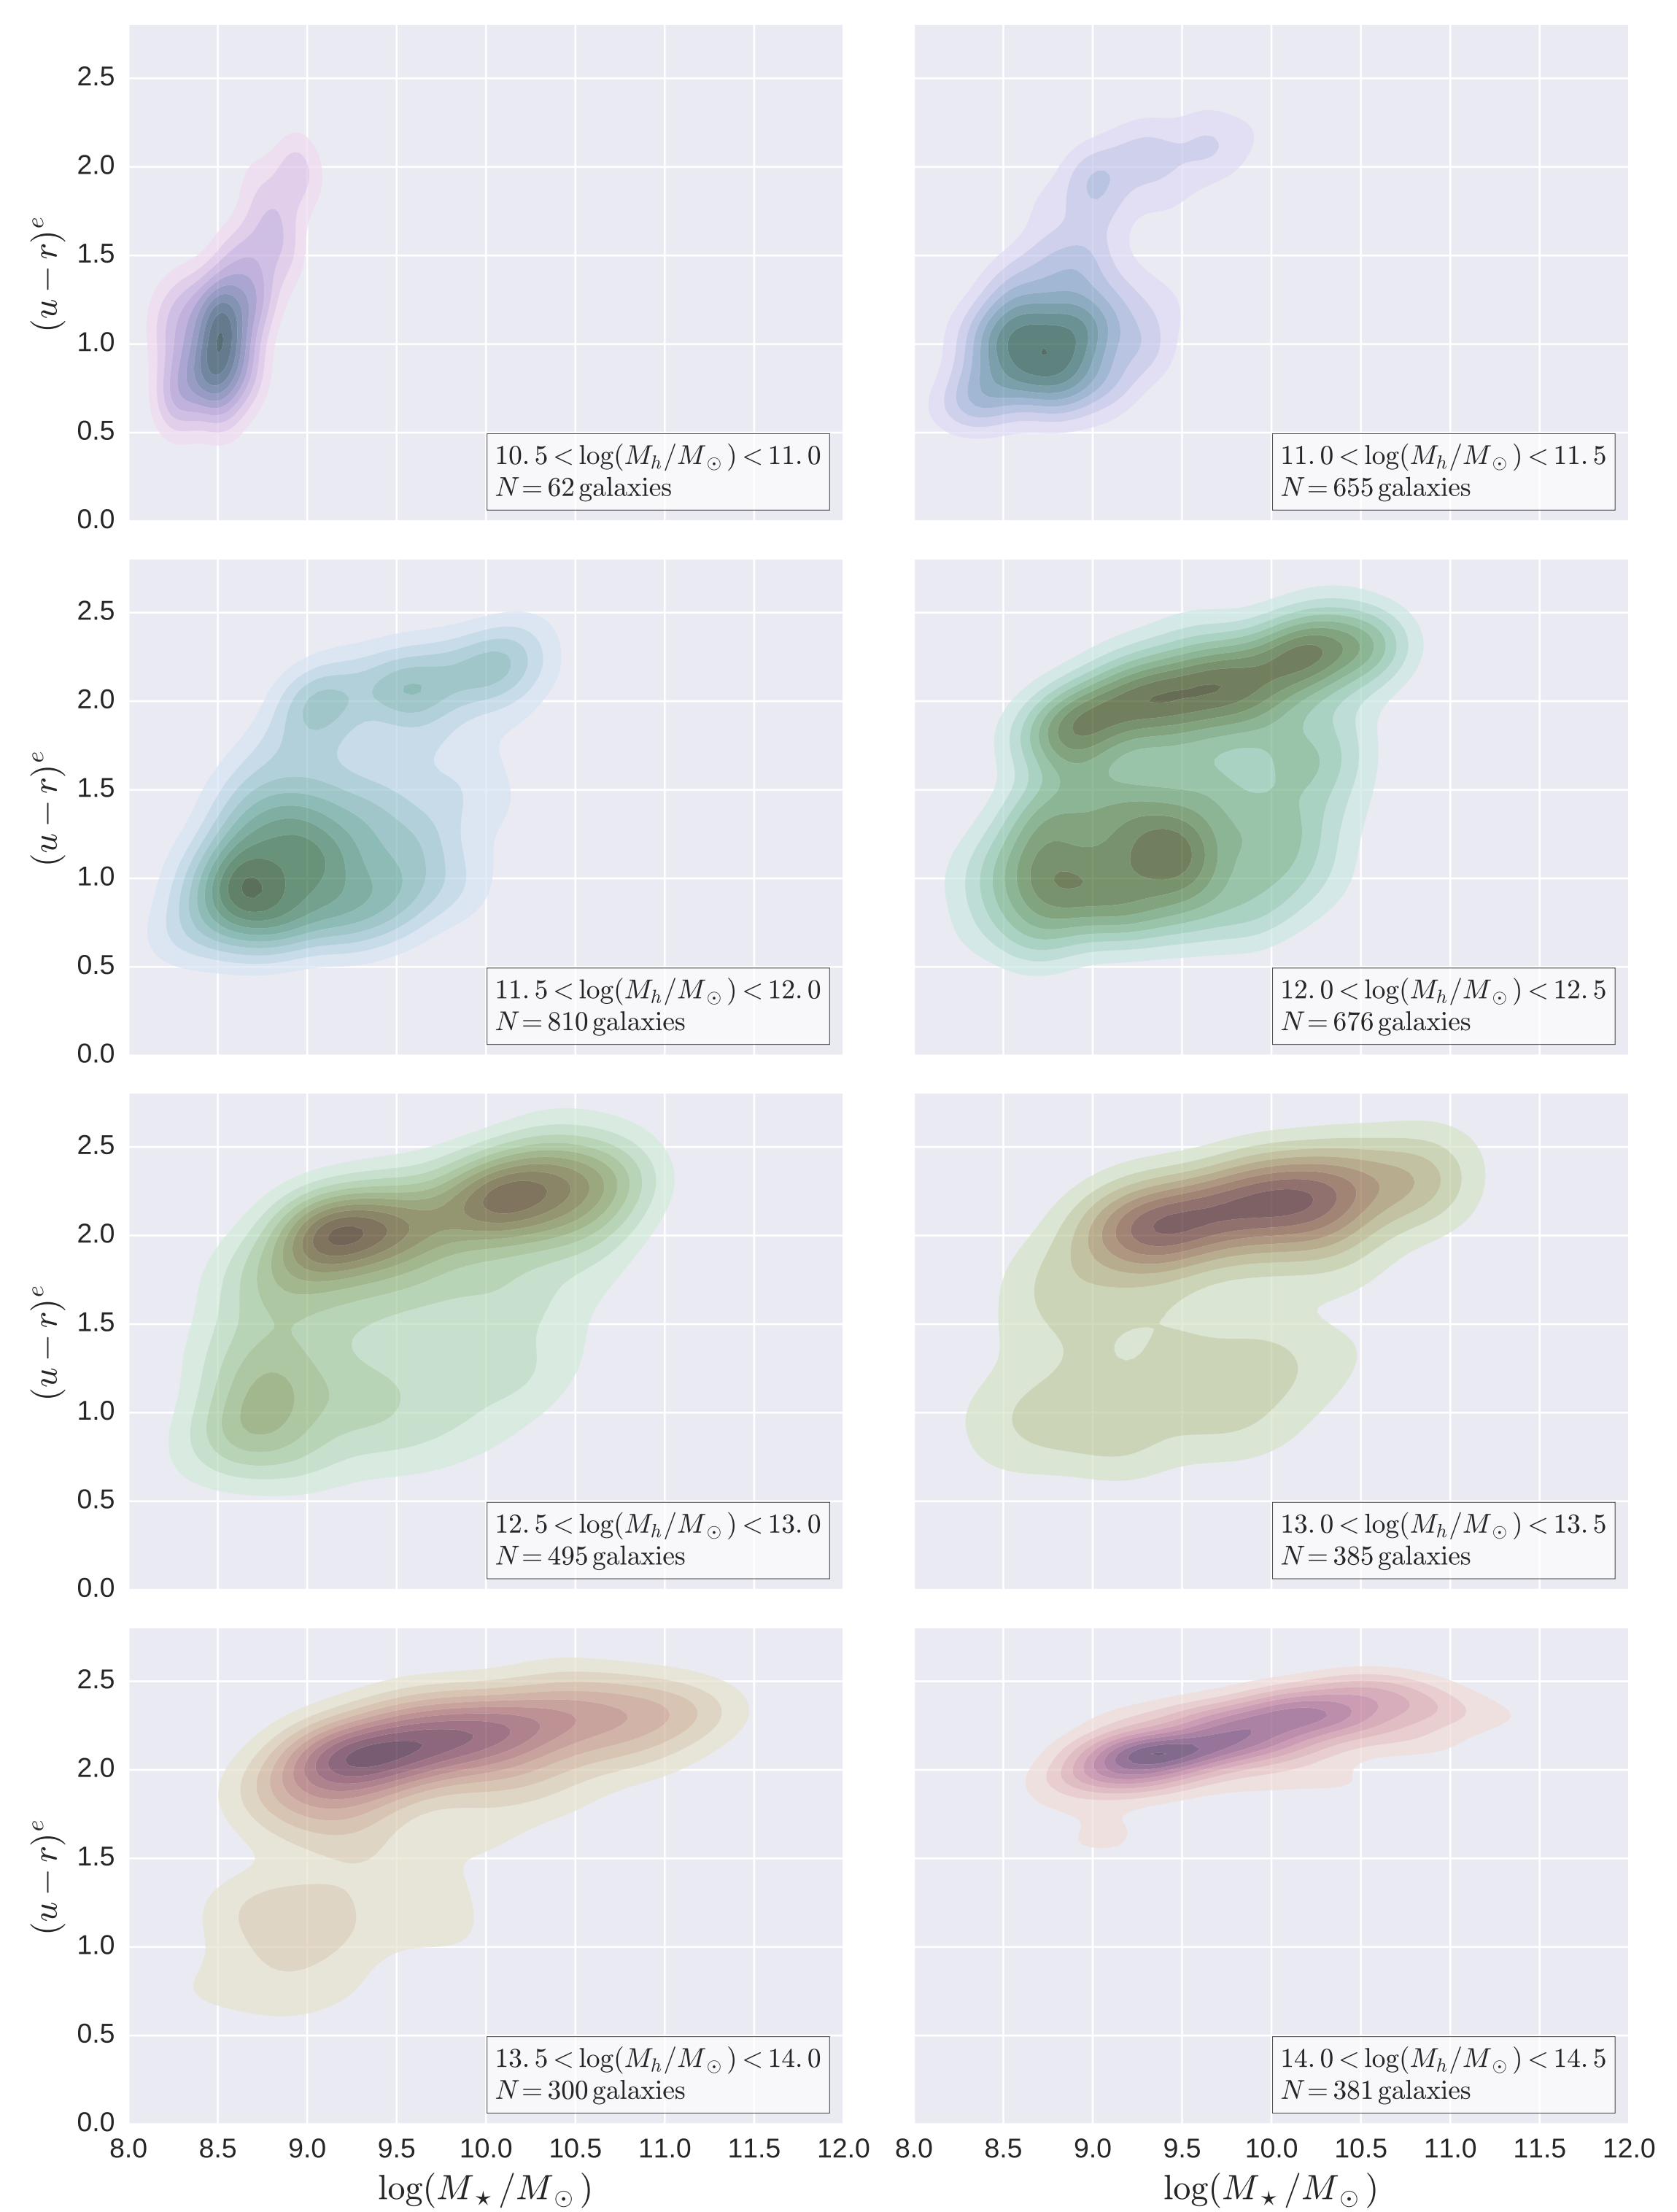 2.5
2.0
1.5
1.0
0.5
0.0
(u − r)^e
10.5 < log(M_h/M_⊙) < 11.0
N = 62 galaxies
11.0 < log(M_h/M_⊙) < 11.5
N = 655 galaxies
2.5
2.0
1.5
1.0
0.5
0.0
(u − r)^e
11.5 < log(M_h/M_⊙) < 12.0
N = 810 galaxies
12.0 < log(M_h/M_⊙) < 12.5
N = 676 galaxies
2.5
2.0
1.5
1.0
0.5
0.0
(u − r)^e
12.5 < log(M_h/M_⊙) < 13.0
N = 495 galaxies
13.0 < log(M_h/M_⊙) < 13.5
N = 385 galaxies
2.5
2.0
1.5
1.0
0.5
0.0
(u − r)^e
13.5 < log(M_h/M_⊙) < 14.0
N = 300 galaxies
14.0 < log(M_h/M_⊙) < 14.5
N = 381 galaxies
8.0 8.5 9.0 9.5 10.0 10.5 11.0 11.5 12.0
8.0 8.5 9.0 9.5 10.0 10.5 11.0 11.5 12.0
log(M_⋆/M_⊙)
log(M_⋆/M_⊙)